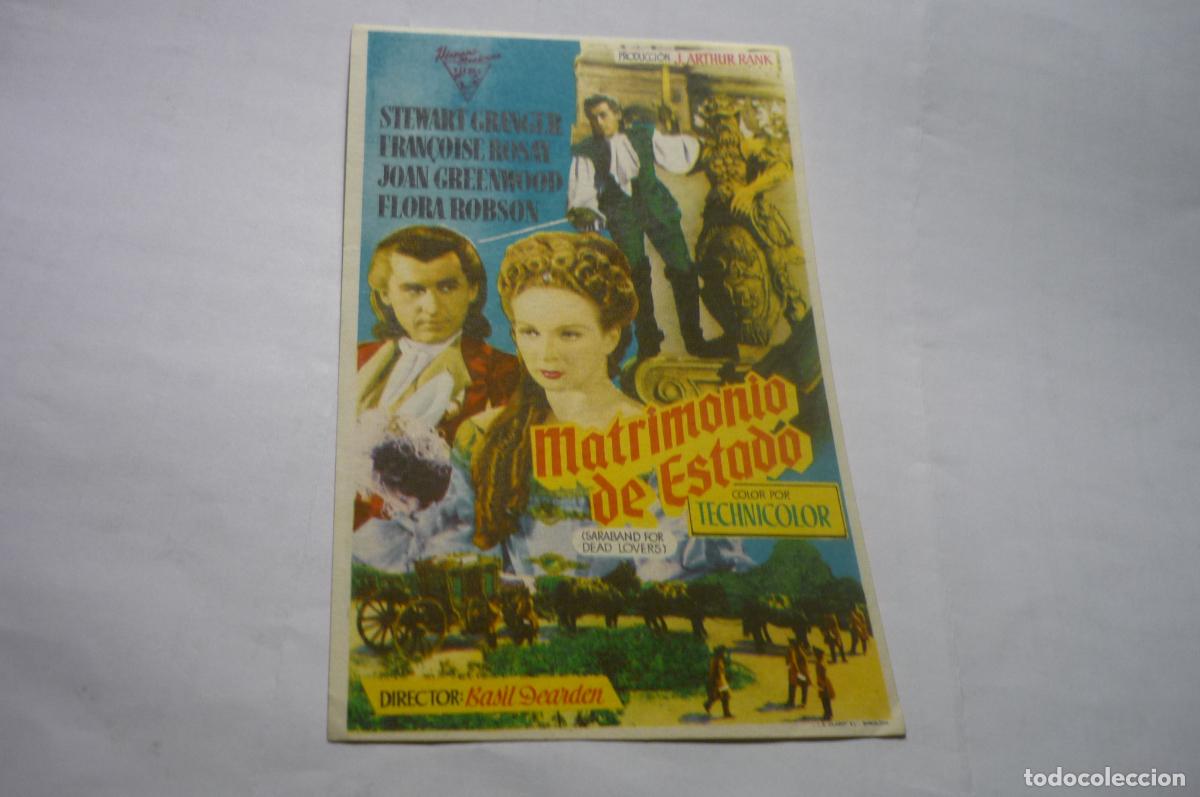 PRODUCCIÓN J. ARTHUR RANK
STEWART GRANGER
FRANÇOISE ROSAY
JOAN GREENWOOD
FLORA ROBSON
Matrimonio
de Estado
COLOR POR
TECHNICOLOR
(SARABAND FOR
DEAD LOVERS)
DIRECTOR: Basil Dearden
todocoleccion